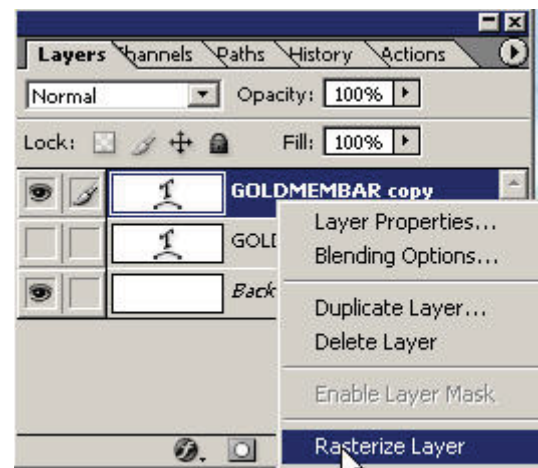 Layers Channels Paths History Actions
Normal Opacity: 100%
Lock: Fill: 100%
GOLDMEMBAR copy
Layer Properties...
GOLD
Blending Options...
Back
Duplicate Layer...
Delete Layer
Enable Layer Mask
Rasterize Layer